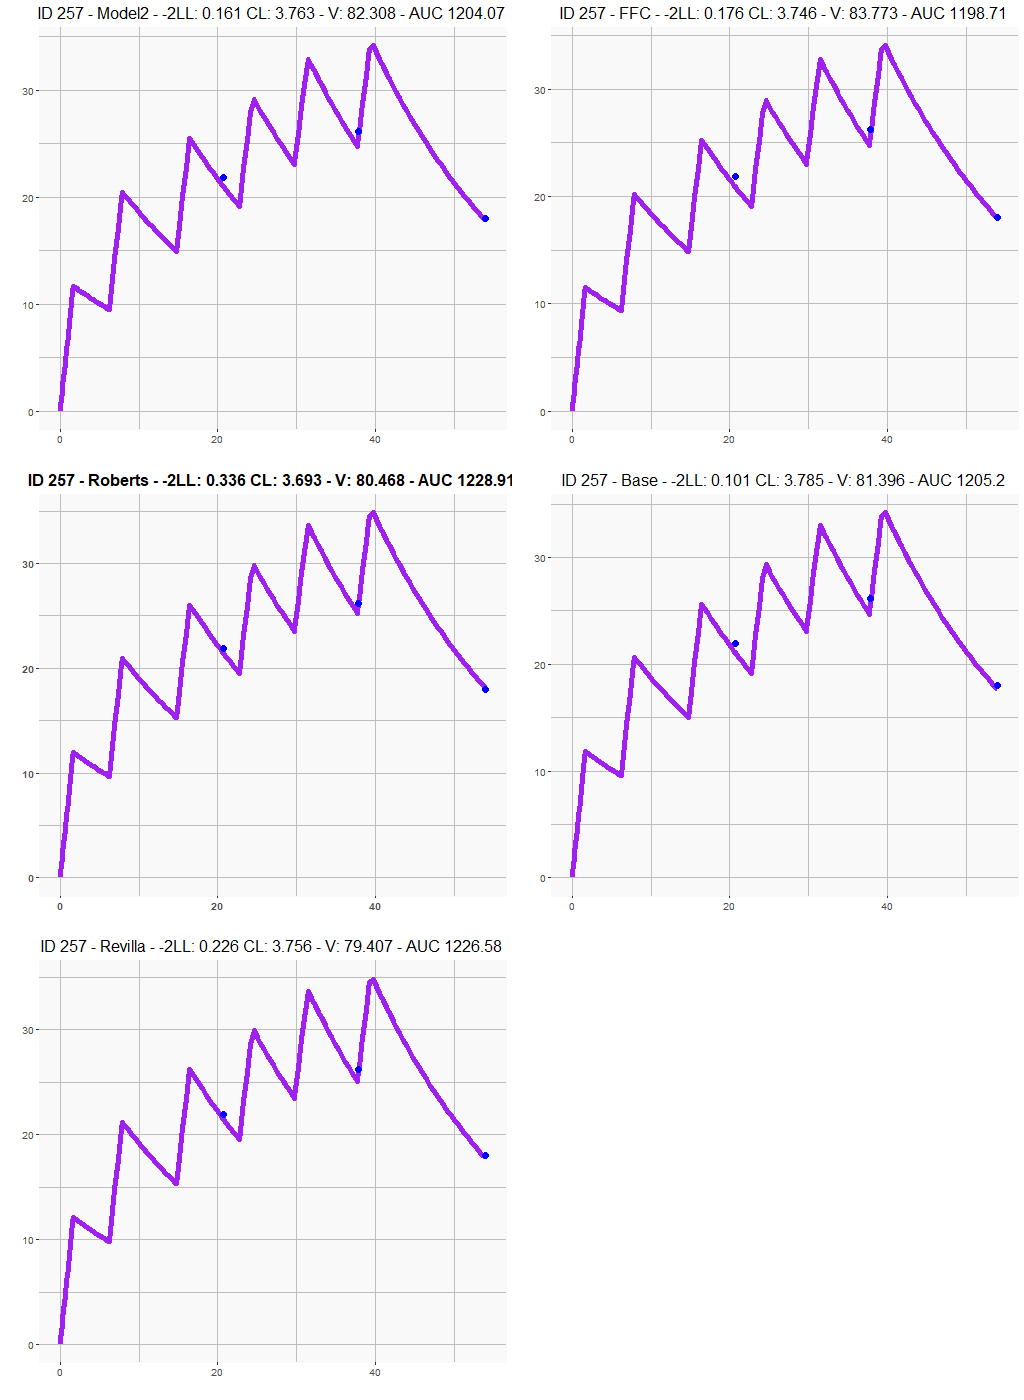 ID 257 - Model2 - -2LL: 0.161 CL: 3.763 - V: 82.308 - AUC 1204.07
30
20
10
0
0 20 40
ID 257 - FFC - -2LL: 0.176 CL: 3.746 - V: 83.773 - AUC 1198.71
30
20
10
0
0 20 40
ID 257 - Roberts - -2LL: 0.336 CL: 3.693 - V: 80.468 - AUC 1228.91
30
20
10
0
0 20 40
ID 257 - Base - -2LL: 0.101 CL: 3.785 - V: 81.396 - AUC 1205.2
30
20
10
0
0 20 40
ID 257 - Revilla - -2LL: 0.226 CL: 3.756 - V: 79.407 - AUC 1226.58
30
20
10
0
0 20 40